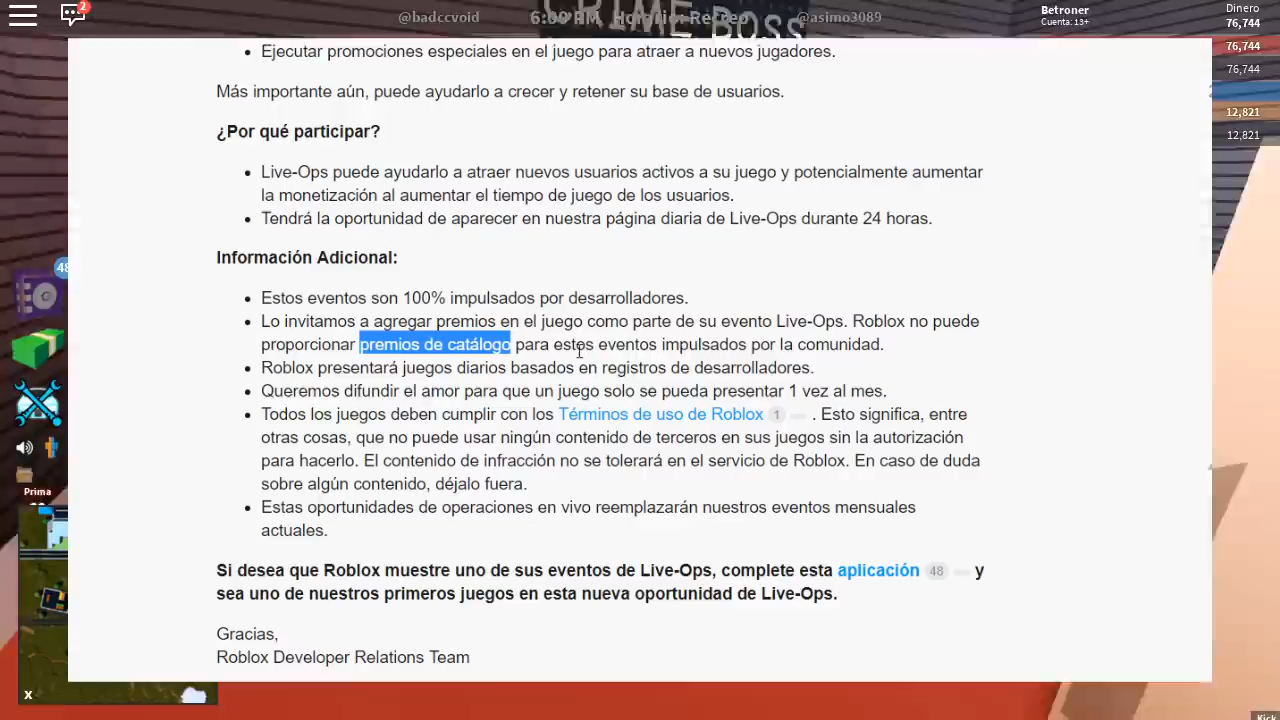 2
@badccvoid
6:00 PM, Horario: Recreo
@asimo3089
CRIME BOSS
Betroner
Cuenta: 13+
Dinero
76,744
76,744
76,744
12,821
12,821
Ejecutar promociones especiales en el juego para atraer a nuevos jugadores.
Más importante aún, puede ayudarlo a crecer y retener su base de usuarios.
¿Por qué participar?
Live-Ops puede ayudarlo a atraer nuevos usuarios activos a su juego y potencialmente aumentar
la monetización al aumentar el tiempo de juego de los usuarios.
Tendrá la oportunidad de aparecer en nuestra página diaria de Live-Ops durante 24 horas.
Información Adicional:
Estos eventos son 100% impulsados por desarrolladores.
Lo invitamos a agregar premios en el juego como parte de su evento Live-Ops. Roblox no puede
proporcionar premios de catálogo para estos eventos impulsados por la comunidad.
Roblox presentará juegos diarios basados en registros de desarrolladores.
Queremos difundir el amor para que un juego solo se pueda presentar 1 vez al mes.
Todos los juegos deben cumplir con los Términos de uso de Roblox 1 . Esto significa, entre
otras cosas, que no puede usar ningún contenido de terceros en sus juegos sin la autorización
para hacerlo. El contenido de infracción no se tolerará en el servicio de Roblox. En caso de duda
sobre algún contenido, déjalo fuera.
Estas oportunidades de operaciones en vivo reemplazarán nuestros eventos mensuales
actuales.
Si desea que Roblox muestre uno de sus eventos de Live-Ops, complete esta aplicación 48 y
sea uno de nuestros primeros juegos en esta nueva oportunidad de Live-Ops.
Gracias,
Roblox Developer Relations Team
48
Prima
X
Kick